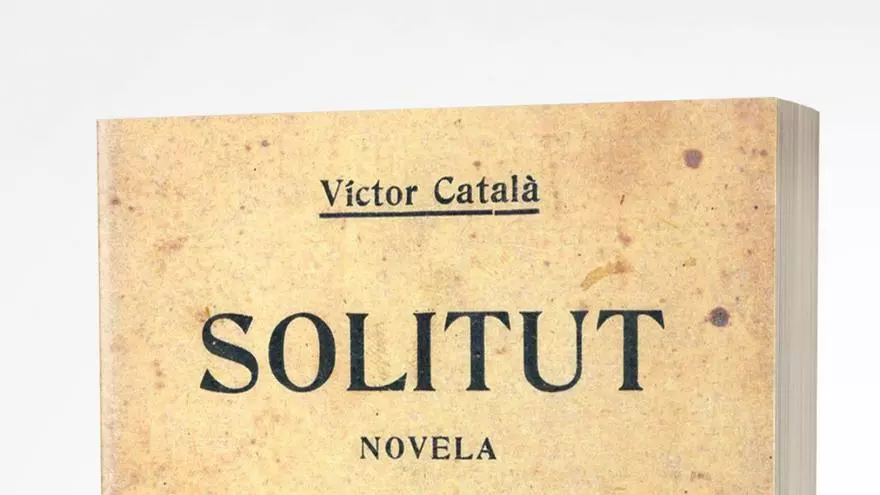 Víctor Català
SOLITUT
NOVELA